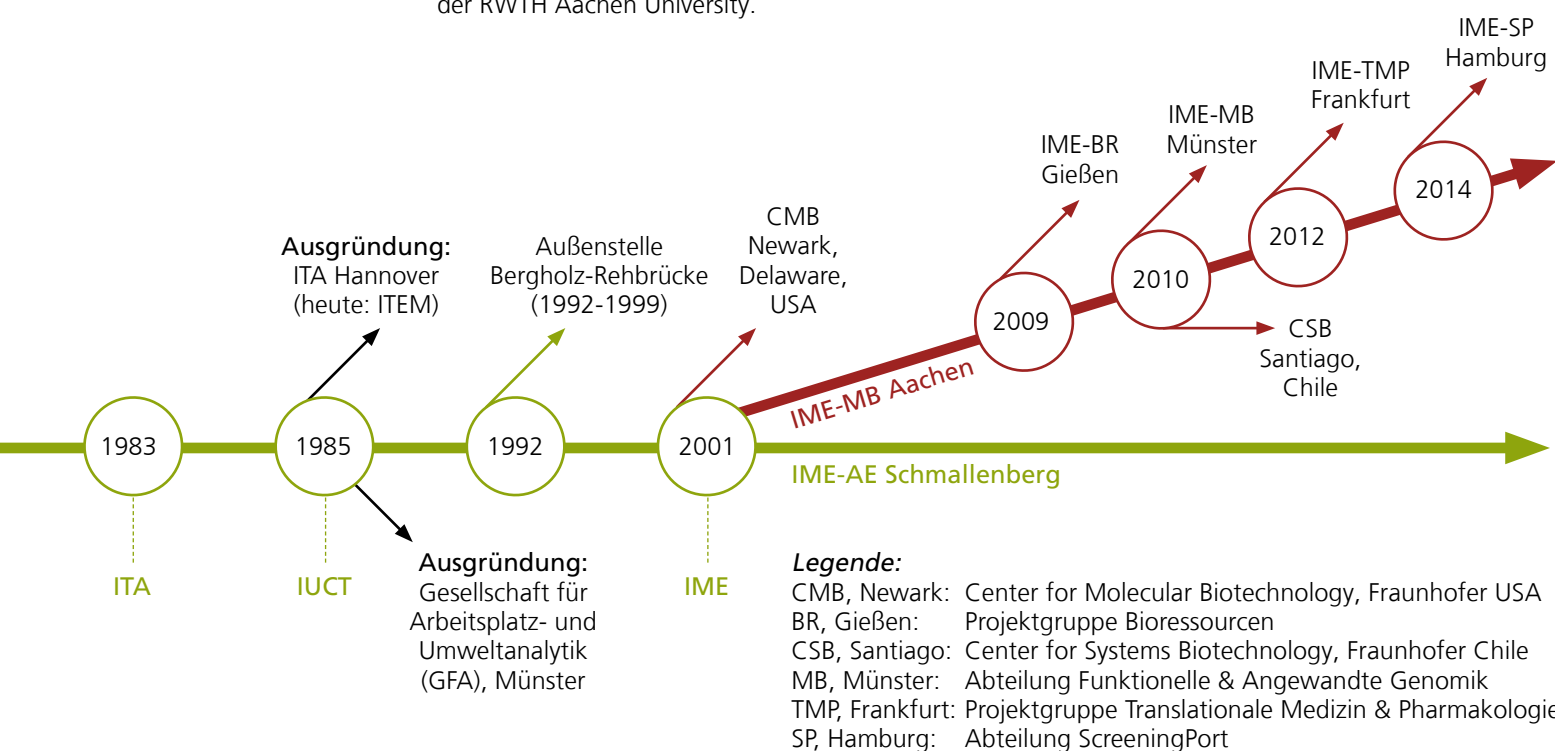 der RWTH Aachen University.
IME-SP
Hamburg
IME-TMP
Frankfurt
IME-MB
Münster
IME-BR
Gießen
CMB
Newark,
Delaware,
USA
Ausgründung:
ITA Hannover
(heute: ITEM)
Außenstelle
Bergholz-Rehbrücke
(1992-1999)
2014
2012
2010
2009
CSB
Santiago,
Chile
IME-MB Aachen
1983
1985
1992
2001
IME-AE Schmallenberg
ITA
IUCT
IME
Ausgründung:
Gesellschaft für
Arbeitsplatz- und
Umweltanalytik
(GFA), Münster
Legende:
CMB, Newark: Center for Molecular Biotechnology, Fraunhofer USA
BR, Gießen: Projektgruppe Bioressourcen
CSB, Santiago: Center for Systems Biotechnology, Fraunhofer Chile
MB, Münster: Abteilung Funktionelle & Angewandte Genomik
TMP, Frankfurt: Projektgruppe Translationale Medizin & Pharmakologie
SP, Hamburg: Abteilung ScreeningPort